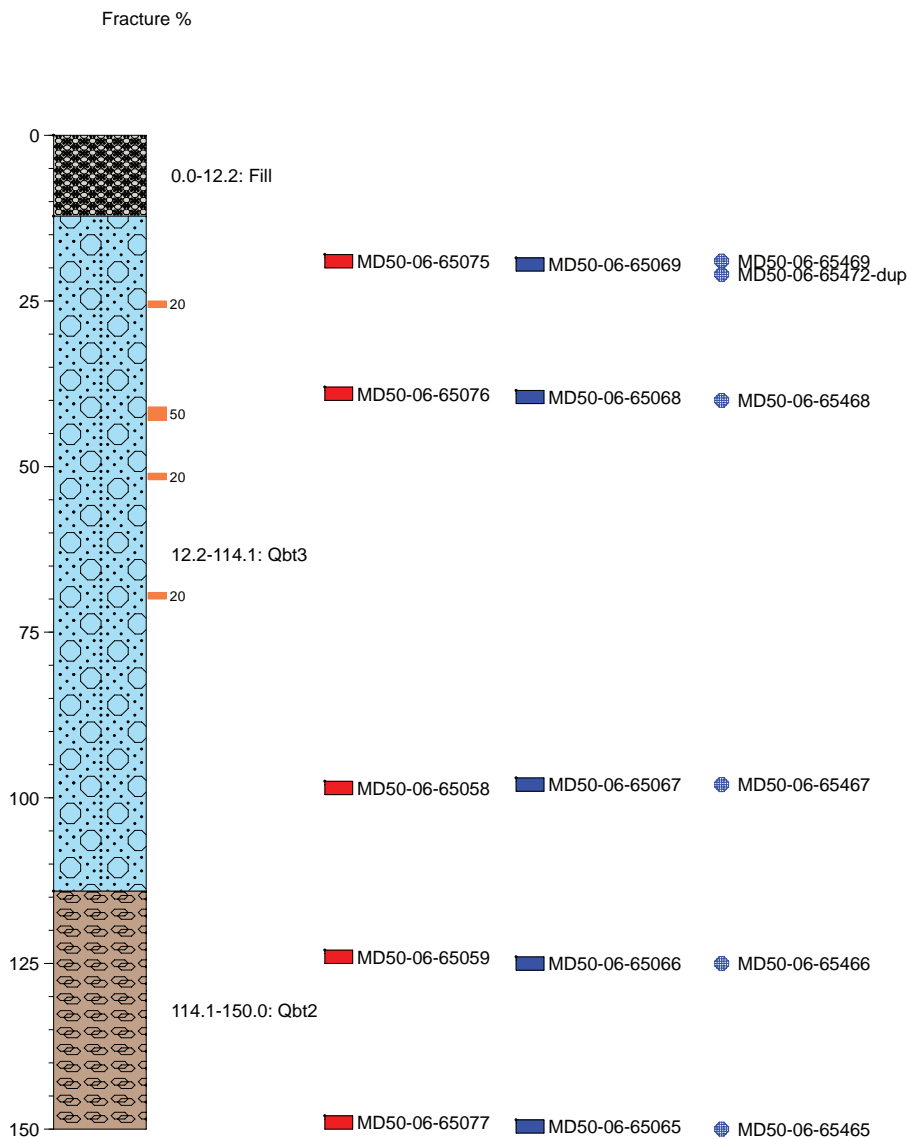 Fracture %
0
0.0-12.2: Fill
MD50-06-65075 MD50-06-65069 MD50-06-65469
MD50-06-65472-dup
25
20
MD50-06-65076 MD50-06-65068 MD50-06-65468
50
50
20
12.2-114.1: Qbt3
20
75
100
MD50-06-65058 MD50-06-65067 MD50-06-65467
125
MD50-06-65059 MD50-06-65066 MD50-06-65466
114.1-150.0: Qbt2
150
MD50-06-65077 MD50-06-65065 MD50-06-65465